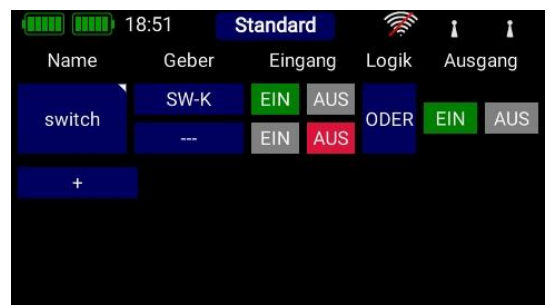 18:51 Standard
Name Geber Eingang Logik Ausgang
switch SW-K EIN AUS ODER EIN AUS
--- EIN AUS
+